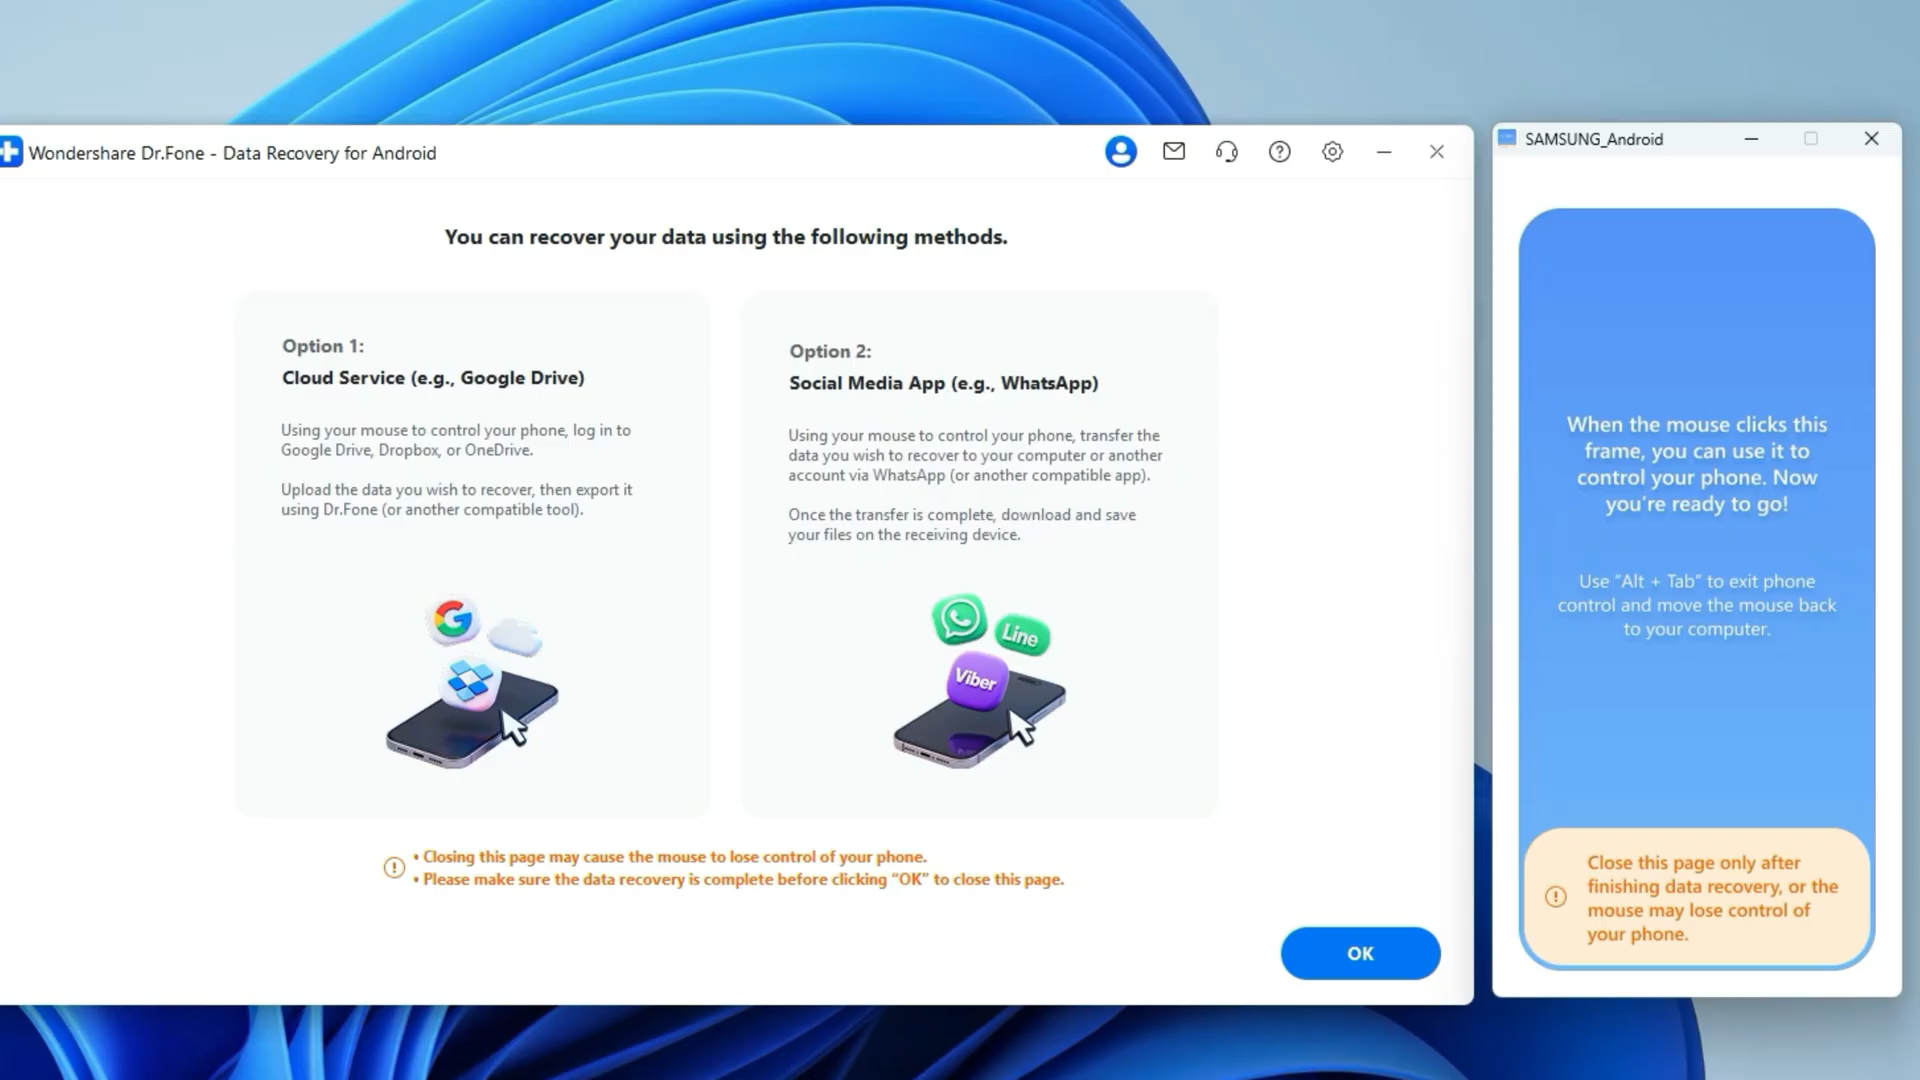 Wondershare Dr.Fone - Data Recovery for Android
You can recover your data using the following methods.
Option 1:
Cloud Service (e.g., Google Drive)
Using your mouse to control your phone, log in to
Google Drive, Dropbox, or OneDrive.
Upload the data you wish to recover, then export it
using Dr.Fone (or another compatible tool).
G
Option 2:
Social Media App (e.g., WhatsApp)
Using your mouse to control your phone, transfer the
data you wish to recover to your computer or another
account via WhatsApp (or another compatible app).
Once the transfer is complete, download and save
your files on the receiving device.
Line
Viber
• Closing this page may cause the mouse to lose control of your phone.
• Please make sure the data recovery is complete before clicking “OK” to close this page.
OK
SAMSUNG_Android
When the mouse clicks this
frame, you can use it to
control your phone. Now
you're ready to go!
Use “Alt + Tab” to exit phone
control and move the mouse back
to your computer.
Close this page only after
finishing data recovery, or the
mouse may lose control of
your phone.